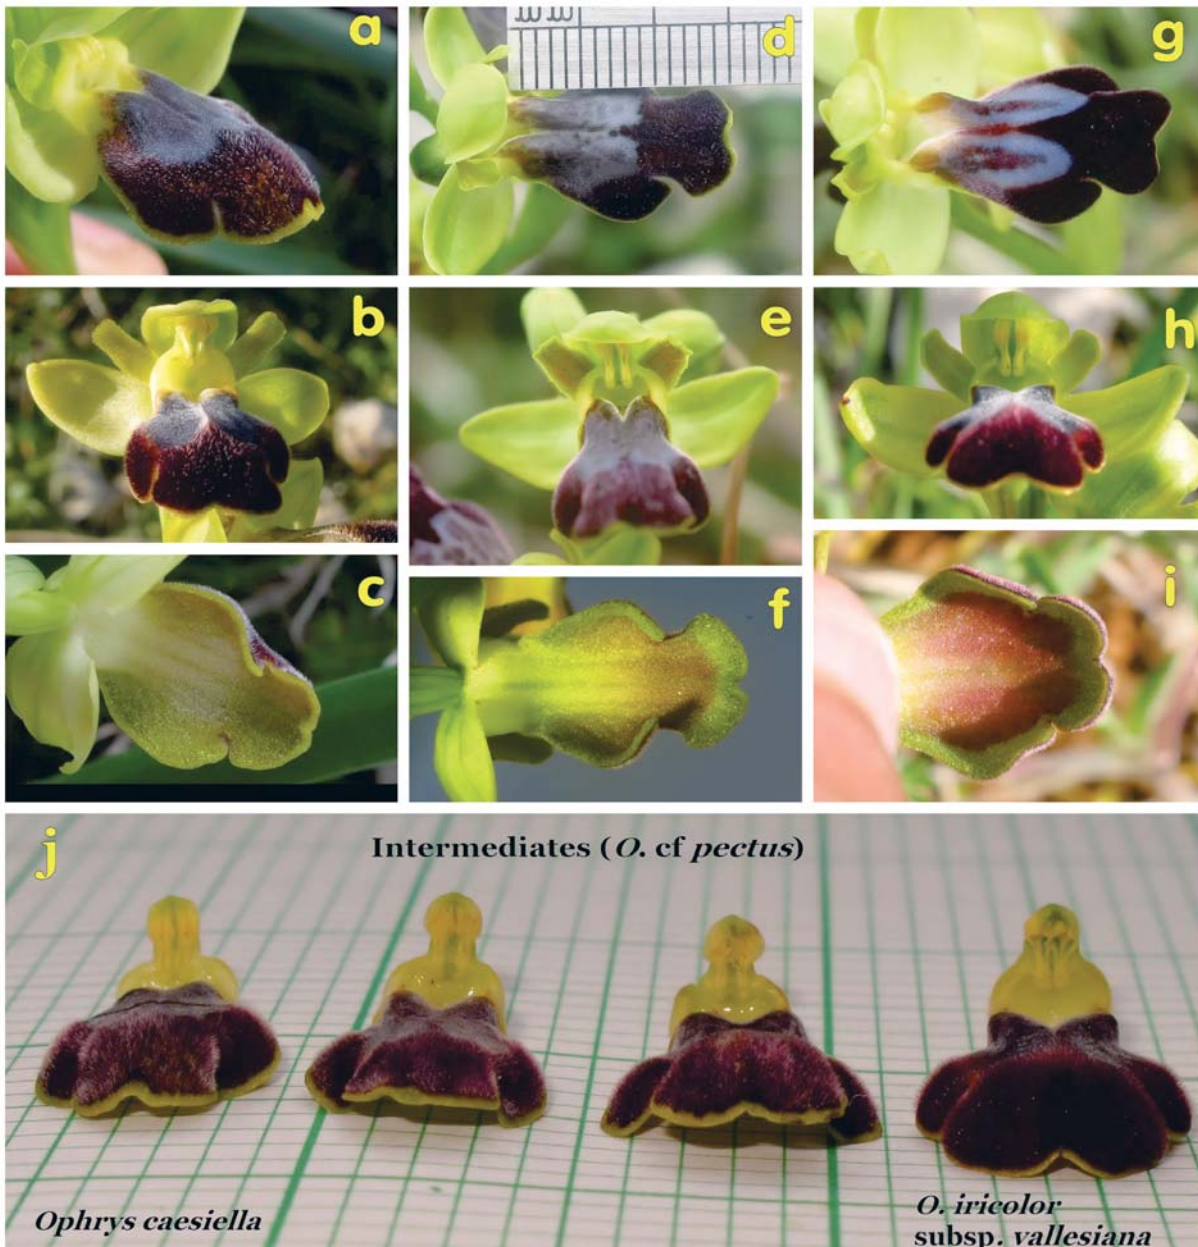 a
d
g
b
e
h
c
f
i
j
Intermediates (O. cf pectus)
Ophrys caesiella
O. iricolor
subsp. vallesiana